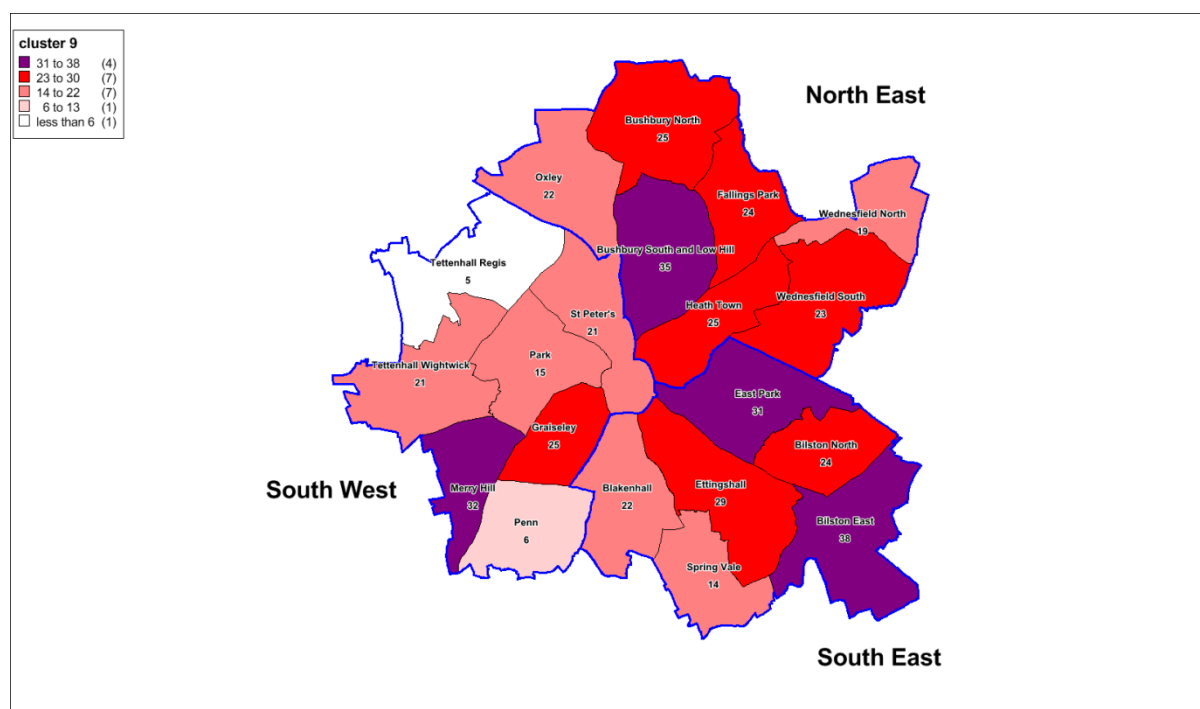 cluster 9
31 to 38 (4)
23 to 30 (7)
14 to 22 (7)
6 to 13 (1)
less than 6 (1)
North East
Bushbury North
25
Oxley
22
Fallings Park
24
Wednesfield North
19
Bushbury South and Low Hill
35
Tettenhall Regis
5
Wednesfield South
23
Heath Town
25
St Peter's
21
Park
15
Tettenhall Wightwick
21
East Park
31
Graiseley
25
Bilston North
24
South West
Merry Hill
32
Blakenhall
22
Ettingshall
29
Penn
6
Bilston East
38
Spring Vale
14
South East